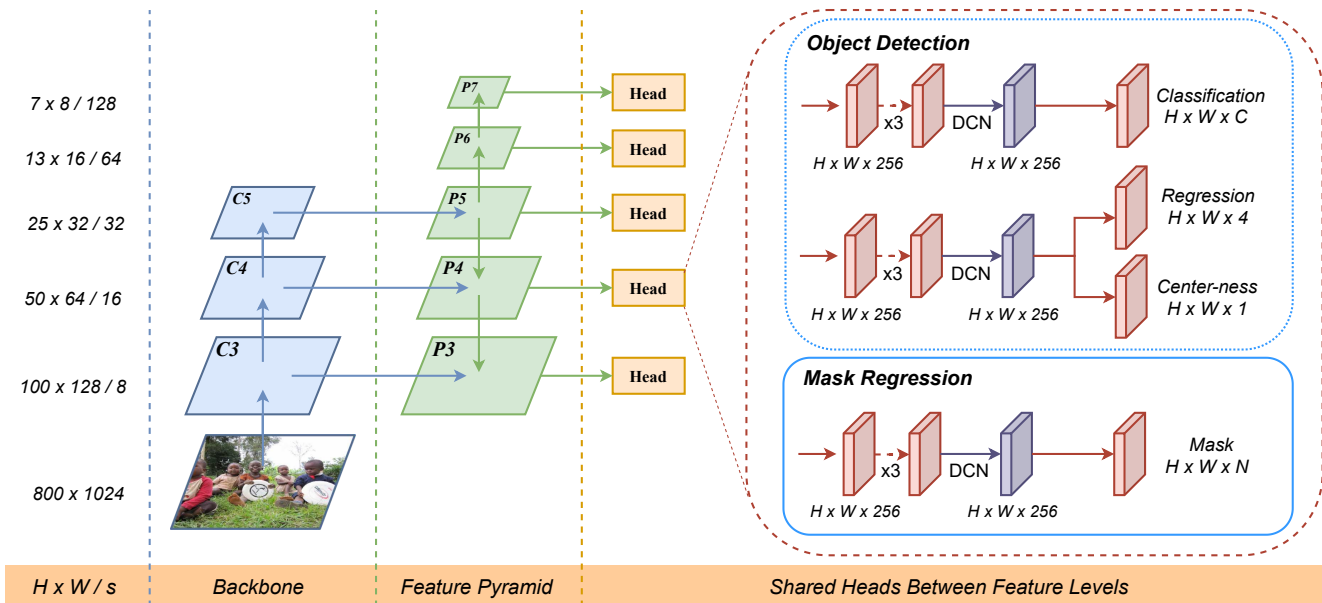 7 x 8 / 128
13 x 16 / 64
25 x 32 / 32
50 x 64 / 16
100 x 128 / 8
800 x 1024
C5
C4
C3
P7
P6
P5
P4
P3
Head
Head
Head
Head
Head
Object Detection
x3
DCN
H x W x 256
H x W x 256
Classification
H x W x C
x3
DCN
H x W x 256
H x W x 256
Regression
H x W x 4
Center-ness
H x W x 1
Mask Regression
x3
DCN
H x W x 256
H x W x 256
Mask
H x W x N
H x W / s
Backbone
Feature Pyramid
Shared Heads Between Feature Levels